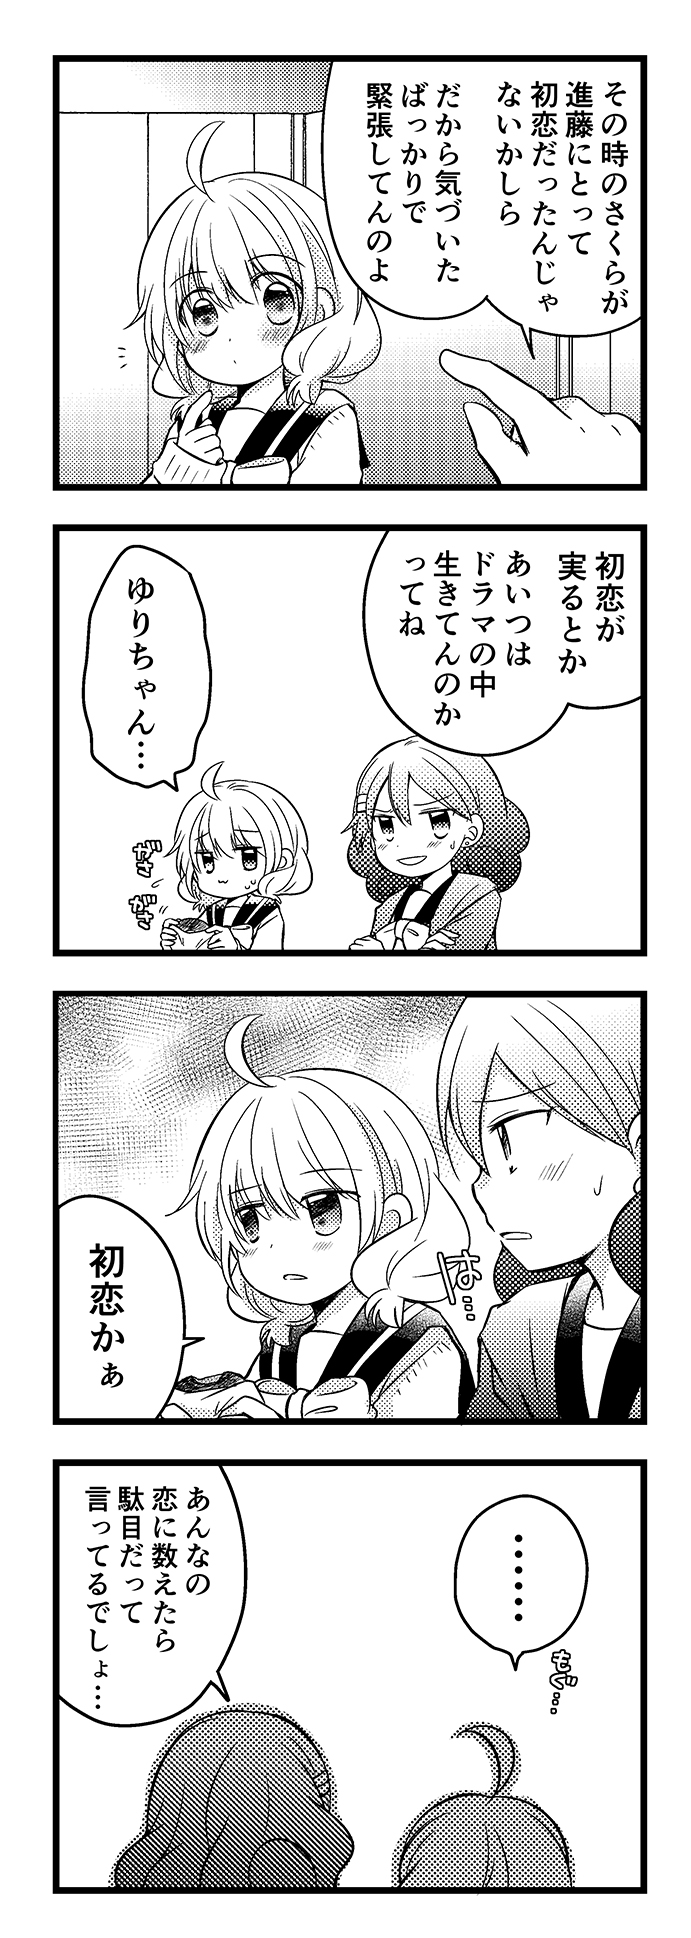 その時のさくらが
進藤にとって
初恋だったんじゃ
ないかしら
だから気づいた
ばっかりで
緊張してんのよ
初恋が
実るとか
あいつは
ドラマの中
生きてんのか
ってね
ゆりちゃん…
がさ
がさ
は…
初恋かぁ
……
もぐ…
あんなの
恋に数えたら
駄目だって
言ってるでしょ…